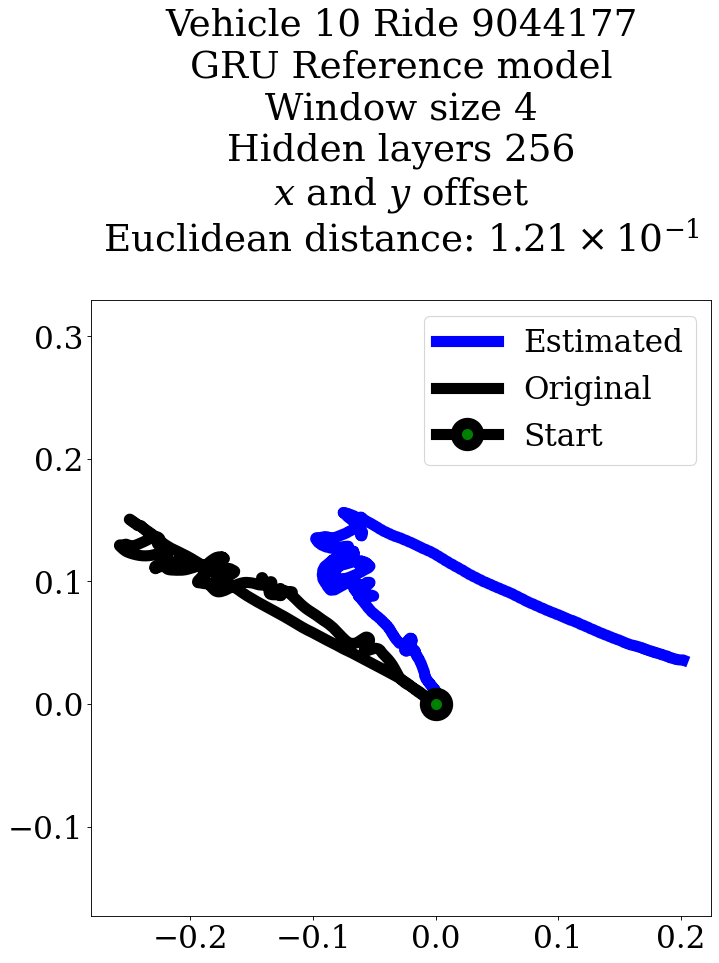 Vehicle 10 Ride 9044177
GRU Reference model
Window size 4
Hidden layers 256
x and y offset
Euclidean distance: 1.21 × 10⁻¹
Estimated
Original
Start
0.3
0.2
0.1
0.0
−0.1
−0.2 −0.1 0.0 0.1 0.2